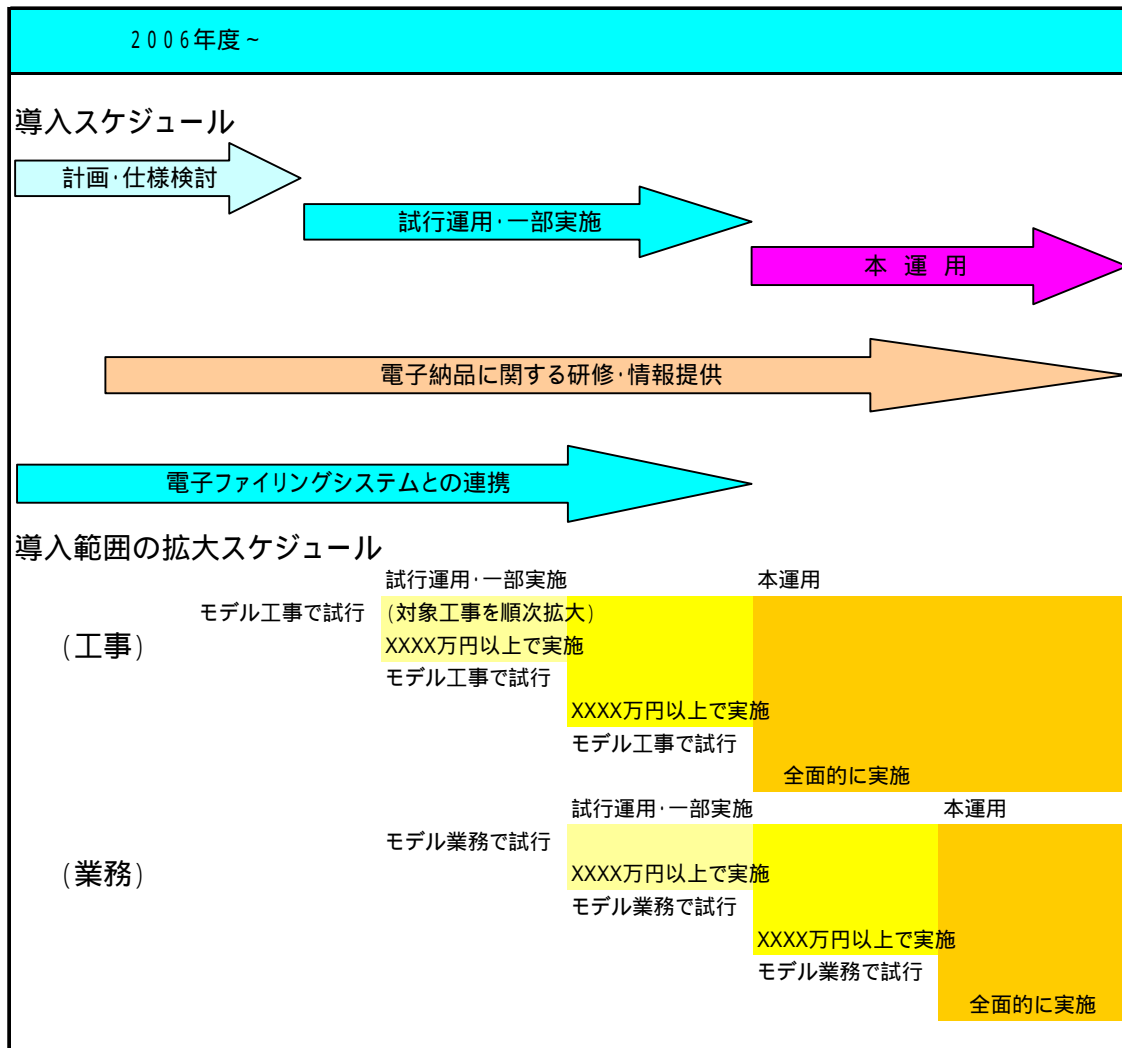 2006年度~
導入スケジュール
計画･仕様検討
試行運用･一部実施
本 運 用
電子納品に関する研修･情報提供
電子ファイリングシステムとの連携
導入範囲の拡大スケジュール
試行運用･一部実施 本運用
モデル工事で試行 (対象工事を順次拡大)
(工事) XXXX万円以上で実施
モデル工事で試行
XXXX万円以上で実施
モデル工事で試行
全面的に実施
試行運用･一部実施 本運用
モデル業務で試行
(業務) XXXX万円以上で実施
モデル業務で試行
XXXX万円以上で実施
モデル業務で試行
全面的に実施